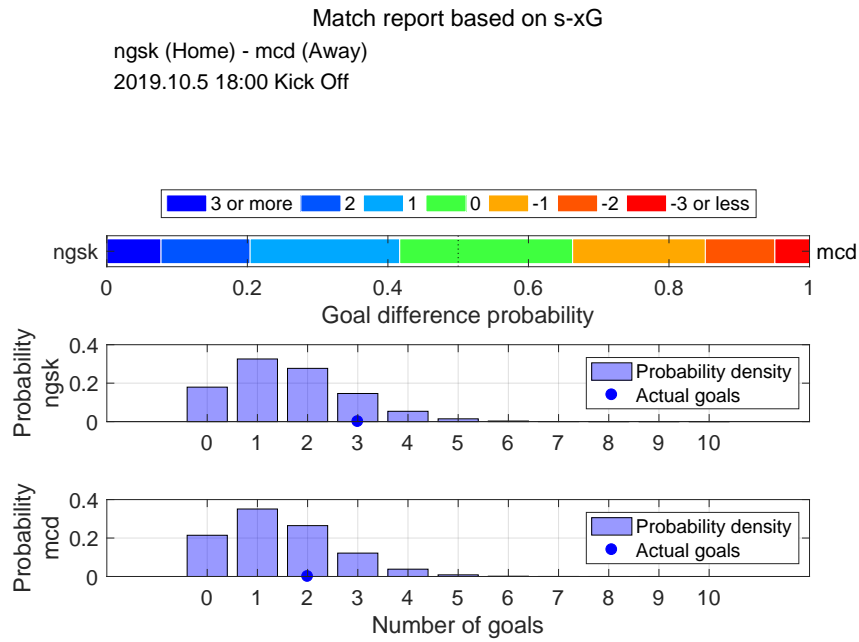 Match report based on s-xG
ngsk (Home) - mcd (Away)
2019.10.5 18:00 Kick Off
3 or more 2 1 0 -1 -2 -3 or less
ngsk mcd
0 0.2 0.4 0.6 0.8 1
Goal difference probability
Probability
ngsk
0.4
0.2
0
Probability density
Actual goals
0 1 2 3 4 5 6 7 8 9 10
Probability
mcd
0.4
0.2
0
Probability density
Actual goals
0 1 2 3 4 5 6 7 8 9 10
Number of goals